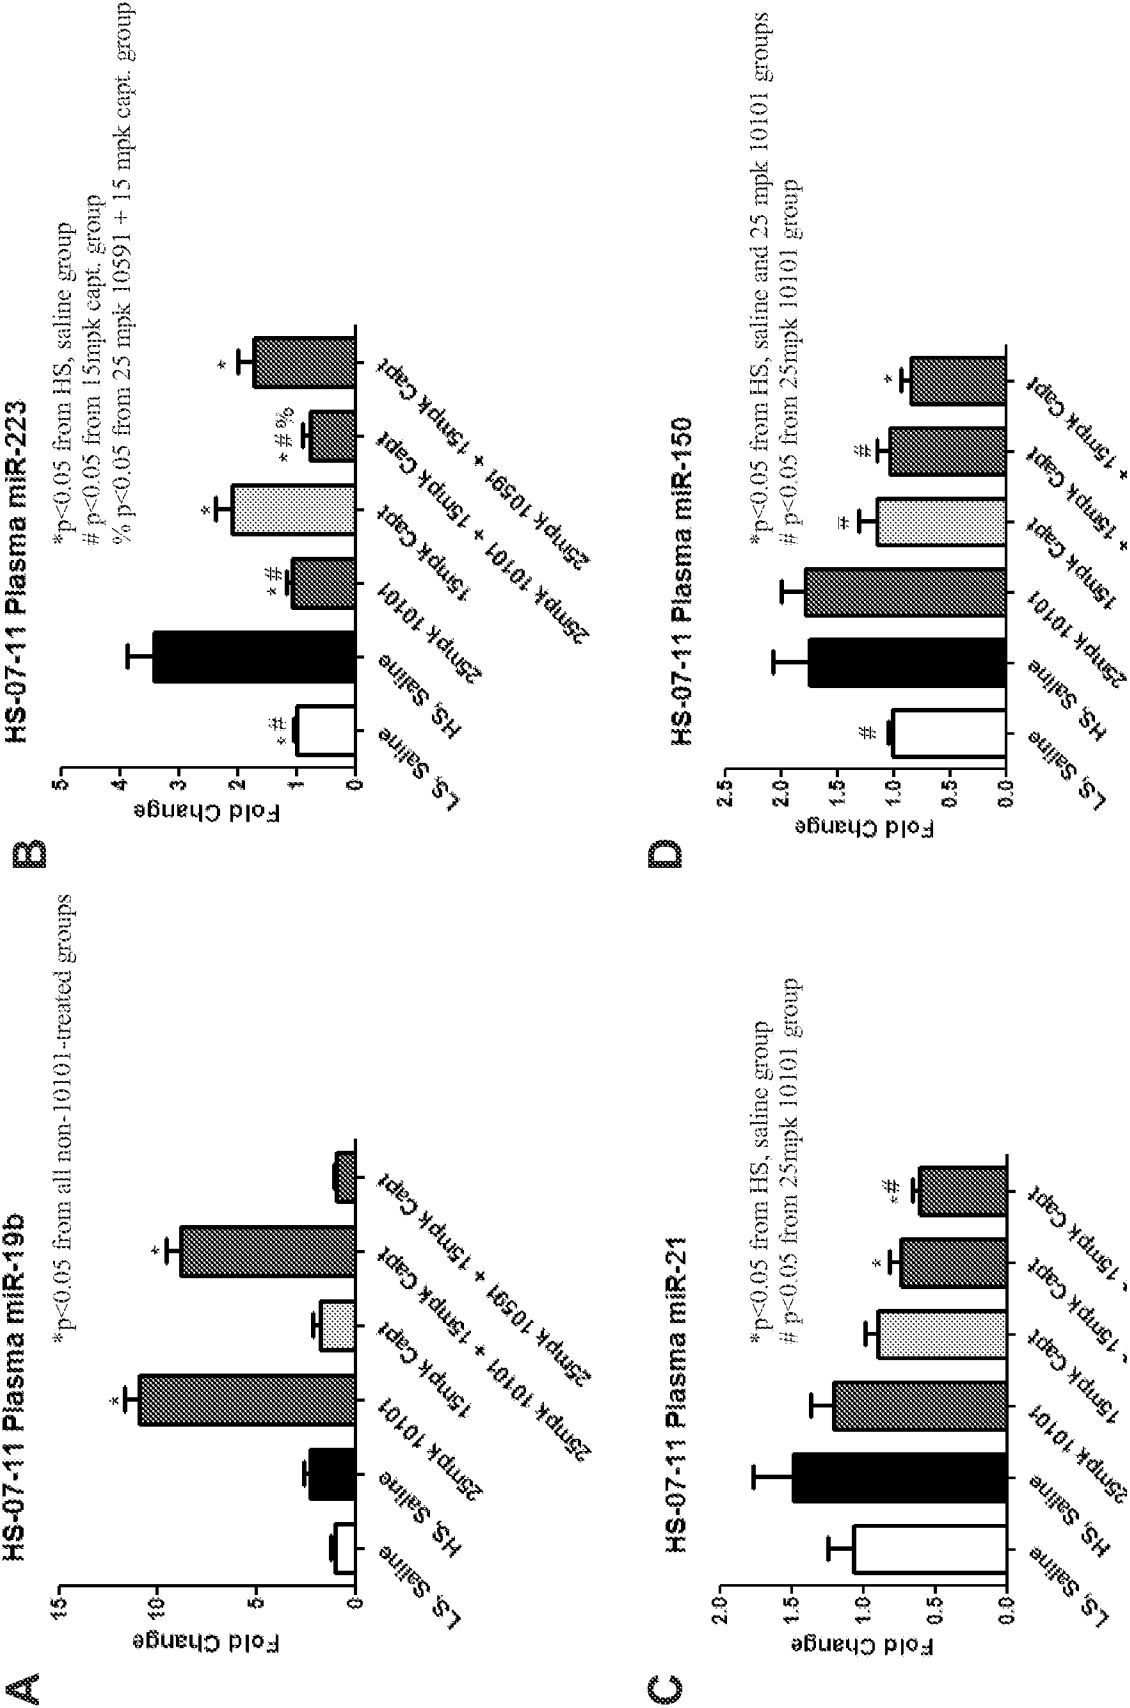 A
HS-07-11 Plasma miR-19b
*p<0.05 from all non-10101-treated groups
Fold Change
15
10
5
0
*
*
LS, Saline
HS, Saline
25mpk 10101
15mpk Capt
25mpk 10101 + 15mpk Capt
25mpk 10591 + 15mpk Capt
B
HS-07-11 Plasma miR-223
*p<0.05 from HS, saline group
# p<0.05 from 15mpk capt. group
% p<0.05 from 25 mpk 10591 + 15 mpk capt. group
Fold Change
5
4
3
2
1
0
*#
*#
*
*#%
*
LS, Saline
HS, Saline
25mpk 10101
15mpk Capt
25mpk 10101 + 15mpk Capt
25mpk 10591 + 15mpk Capt
C
HS-07-11 Plasma miR-21
*p<0.05 from HS, saline group
# p<0.05 from 25mpk 10101 group
Fold Change
2.0
1.5
1.0
0.5
0.0
*
*#
LS, Saline
HS, Saline
25mpk 10101
15mpk Capt
+ 15mpk Capt
+ 15mpk Capt
D
HS-07-11 Plasma miR-150
*p<0.05 from HS, saline and 25 mpk 10101 groups
# p<0.05 from 25mpk 10101 group
Fold Change
2.5
2.0
1.5
1.0
0.5
0.0
#
#
#
*
LS, Saline
HS, Saline
25mpk 10101
15mpk Capt
+ 15mpk Capt
+ 15mpk Capt